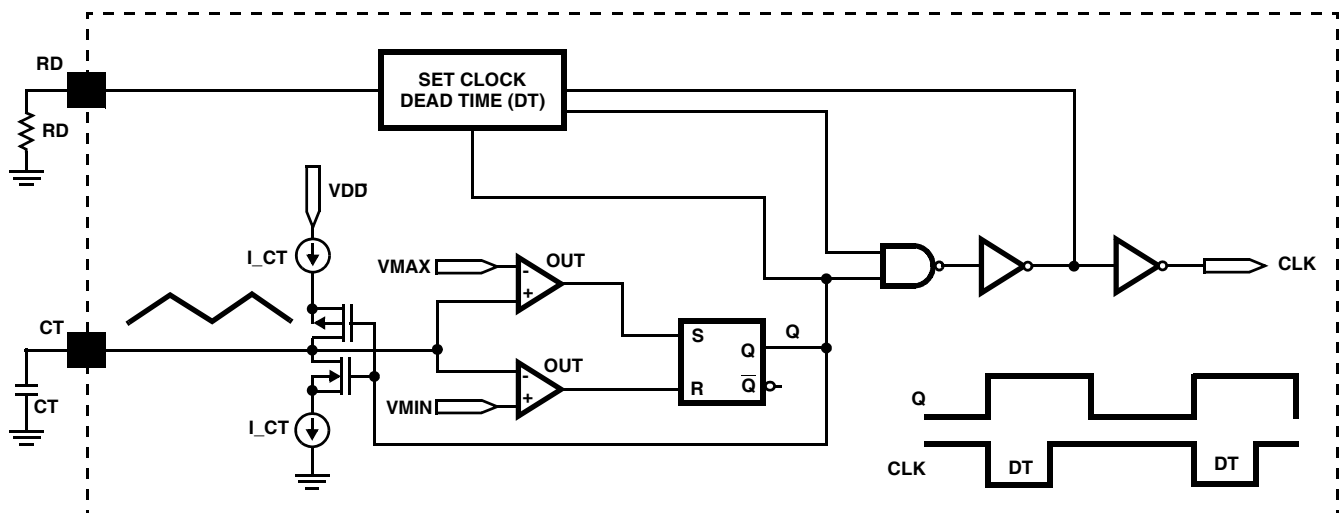 RD
SET CLOCK
DEAD TIME (DT)
RD
VDD
I_CT
VMAX
OUT
-
+
CLK
CT
S
Q
Q
OUT
-
+
R
Q
CT
VMIN
I_CT
Q
CLK
DT
DT